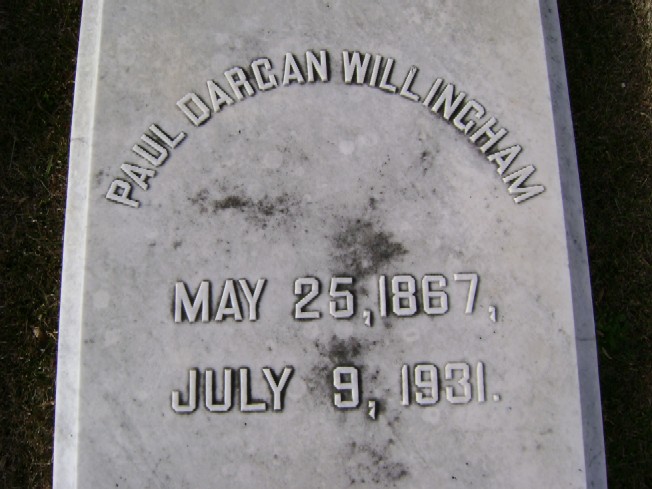 PAUL DARGAN WILLINGHAM
MAY 25, 1867,
JULY 9, 1931.